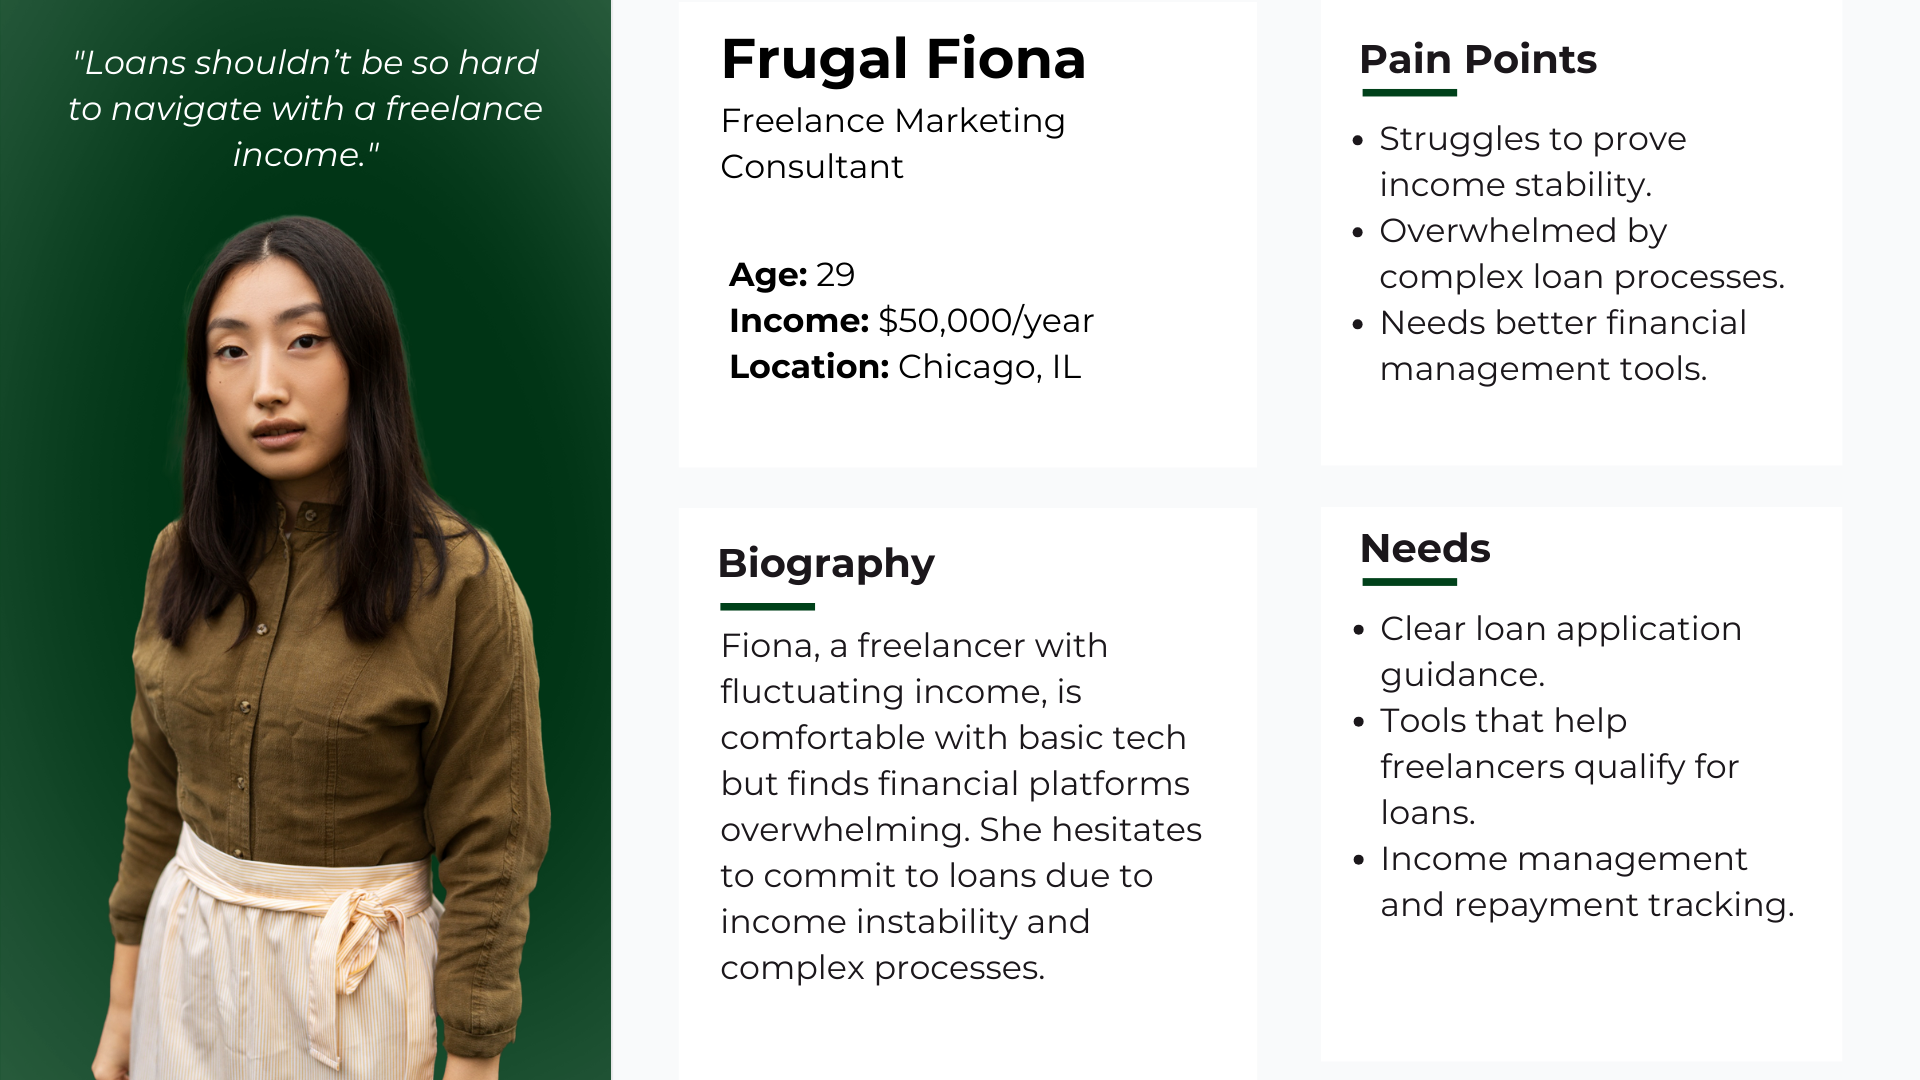 "Loans shouldn’t be so hard
to navigate with a freelance
income."
Frugal Fiona
Freelance Marketing
Consultant
Age: 29
Income: $50,000/year
Location: Chicago, IL
Biography
Fiona, a freelancer with
fluctuating income, is
comfortable with basic tech
but finds financial platforms
overwhelming. She hesitates
to commit to loans due to
income instability and
complex processes.
Pain Points
• Struggles to prove
income stability.
• Overwhelmed by
complex loan processes.
• Needs better financial
management tools.
Needs
• Clear loan application
guidance.
• Tools that help
freelancers qualify for
loans.
• Income management
and repayment tracking.